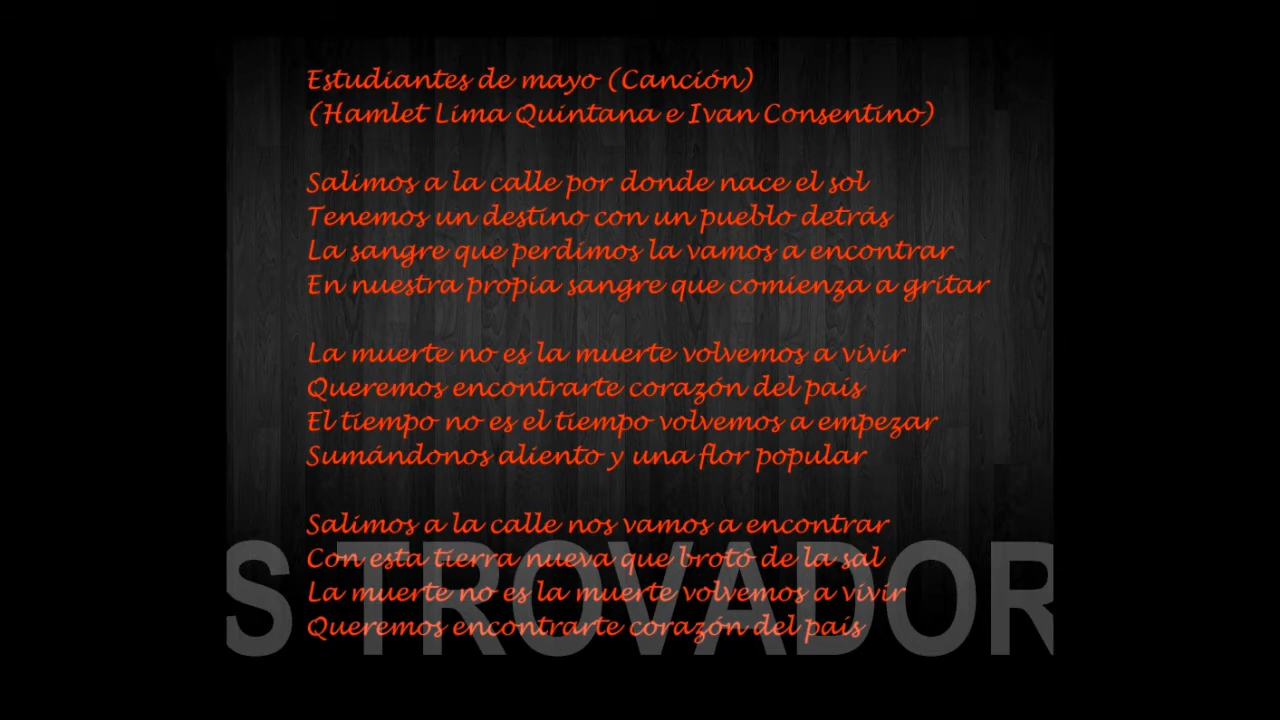 Estudiantes de mayo (Canción)
(Hamlet Lima Quintana e Ivan Consentino)
Salimos a la calle por donde nace el sol
Tenemos un destino con un pueblo detrás
La sangre que perdimos la vamos a encontrar
En nuestra propia sangre que comienza a gritar
La muerte no es la muerte volvemos a vivir
Queremos encontrarte corazón del país
El tiempo no es el tiempo volvemos a empezar
Sumándonos aliento y una flor popular
Salimos a la calle nos vamos a encontrar
Con esta tierra nueva que brotó de la sal
La muerte no es la muerte volvemos a vivir
Queremos encontrarte corazón del país
S TROVADOR